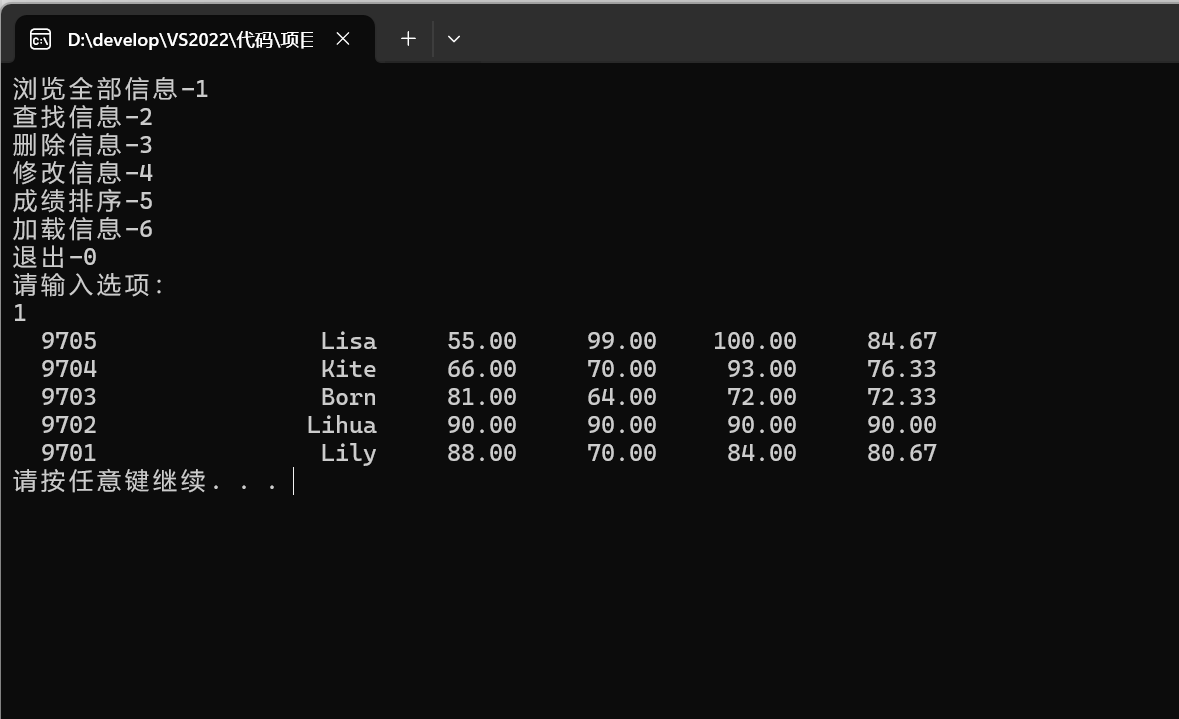 D:\develop\VS2022\代码\项目
浏览全部信息-1
查找信息-2
删除信息-3
修改信息-4
成绩排序-5
加载信息-6
退出-0
请输入选项:
1
9705 Lisa 55.00 99.00 100.00 84.67
9704 Kite 66.00 70.00 93.00 76.33
9703 Born 81.00 64.00 72.00 72.33
9702 Lihua 90.00 90.00 90.00 90.00
9701 Lily 88.00 70.00 84.00 80.67
请按任意键继续. . .